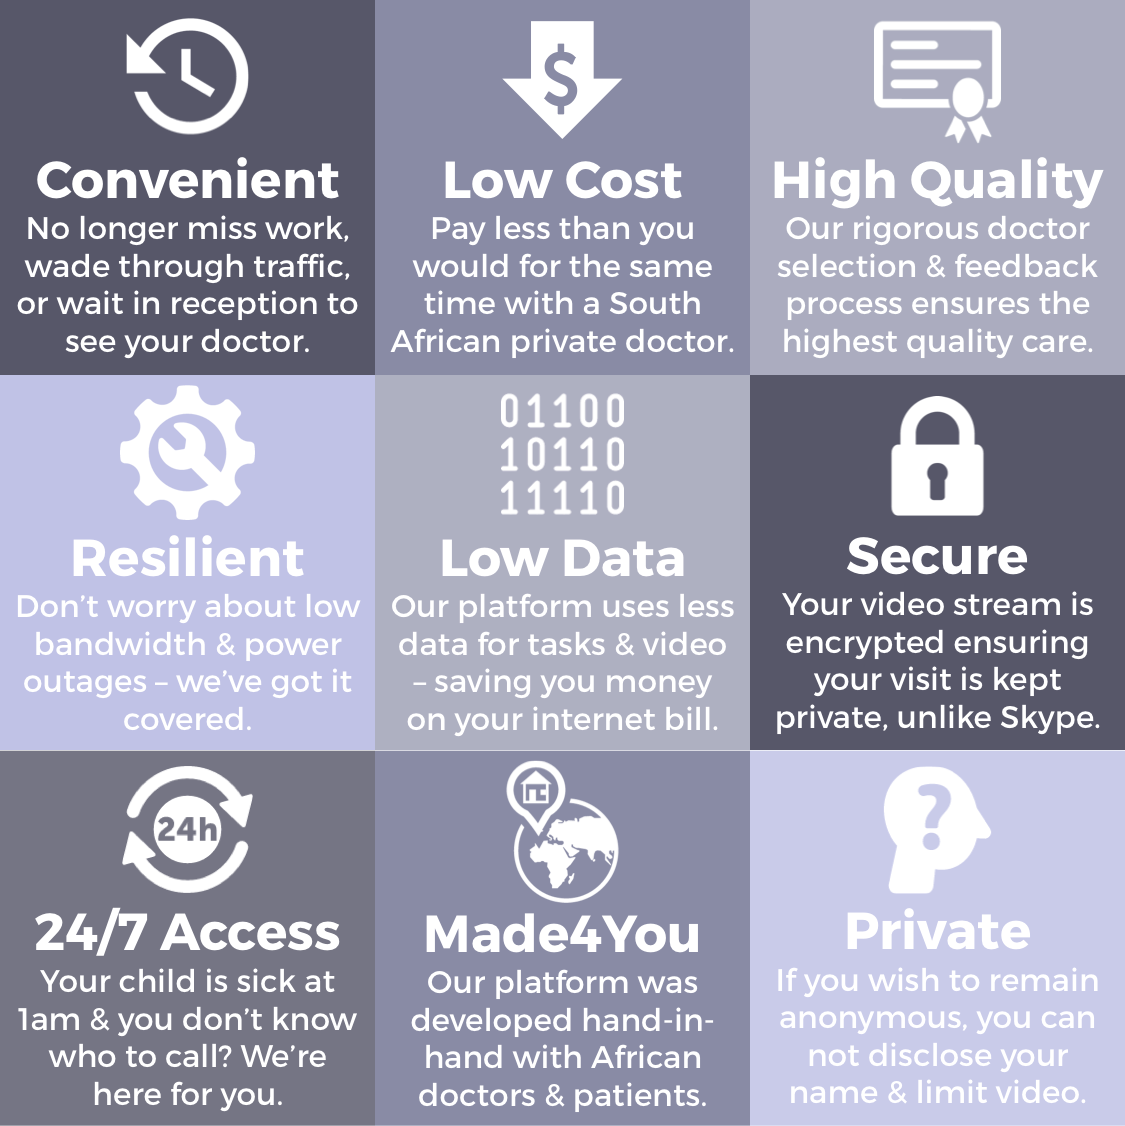 Convenient
No longer miss work,
wade through traffic,
or wait in reception to
see your doctor.
$
Low Cost
Pay less than you
would for the same
time with a South
African private doctor.
High Quality
Our rigorous doctor
selection & feedback
process ensures the
highest quality care.
Resilient
Don’t worry about low
bandwidth & power
outages – we’ve got it
covered.
01100
10110
11110
Low Data
Our platform uses less
data for tasks & video
– saving you money
on your internet bill.
Secure
Your video stream is
encrypted ensuring
your visit is kept
private, unlike Skype.
24h
24/7 Access
Your child is sick at
1am & you don’t know
who to call? We’re
here for you.
Made4You
Our platform was
developed hand-in-
hand with African
doctors & patients.
?
Private
If you wish to remain
anonymous, you can
not disclose your
name & limit video.